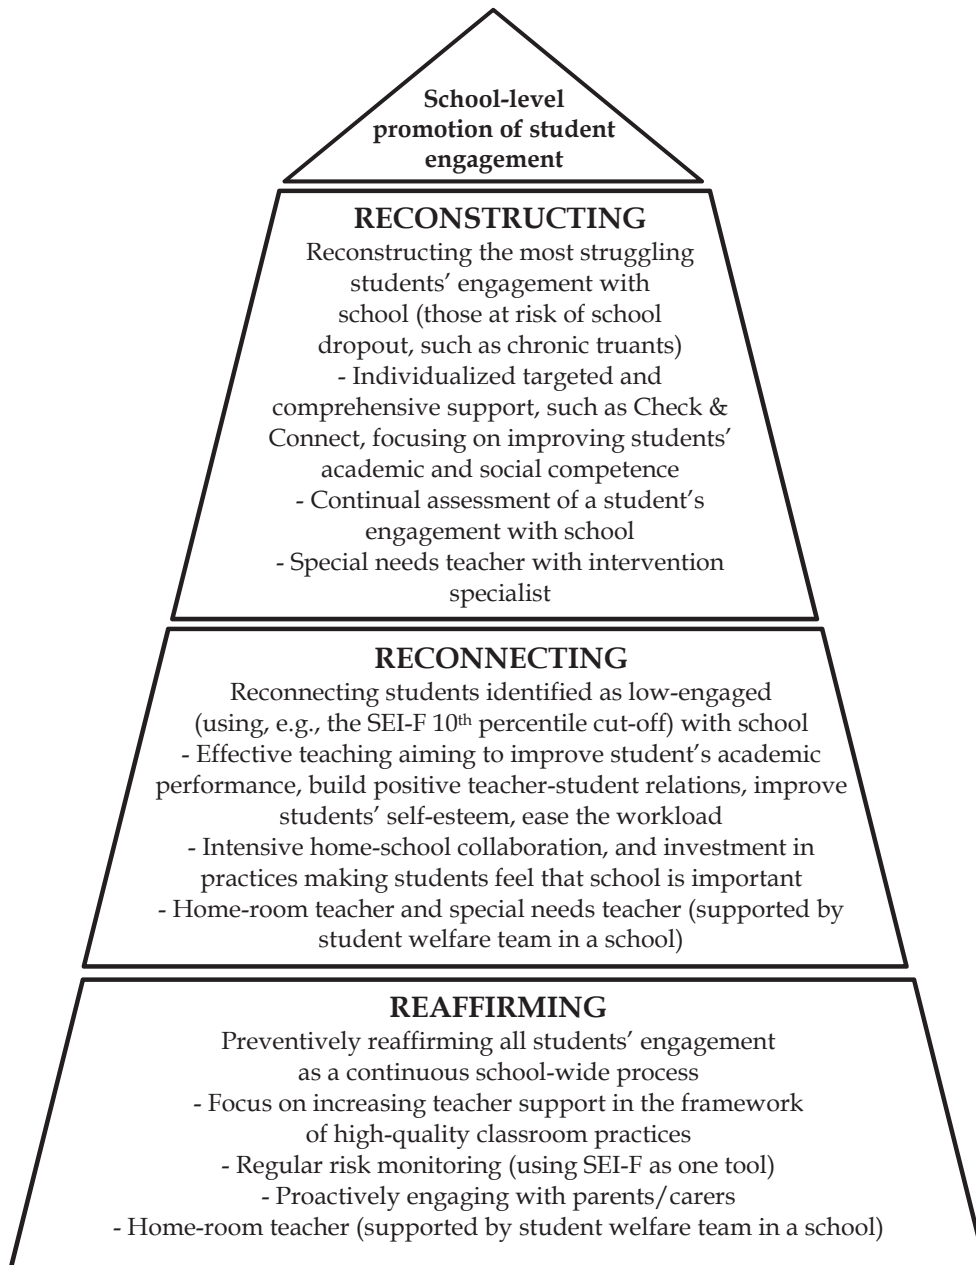 School-level
promotion of student
engagement
RECONSTRUCTING
Reconstructing the most struggling
students’ engagement with
school (those at risk of school
dropout, such as chronic truants)
- Individualized targeted and
comprehensive support, such as Check &
Connect, focusing on improving students’
academic and social competence
- Continual assessment of a student’s
engagement with school
- Special needs teacher with intervention
specialist
RECONNECTING
Reconnecting students identified as low-engaged
(using, e.g., the SEI-F 10th percentile cut-off) with school
- Effective teaching aiming to improve student’s academic
performance, build positive teacher-student relations, improve
students’ self-esteem, ease the workload
- Intensive home-school collaboration, and investment in
practices making students feel that school is important
- Home-room teacher and special needs teacher (supported by
student welfare team in a school)
REAFFIRMING
Preventively reaffirming all students’ engagement
as a continuous school-wide process
- Focus on increasing teacher support in the framework
of high-quality classroom practices
- Regular risk monitoring (using SEI-F as one tool)
- Proactively engaging with parents/carers
- Home-room teacher (supported by student welfare team in a school)